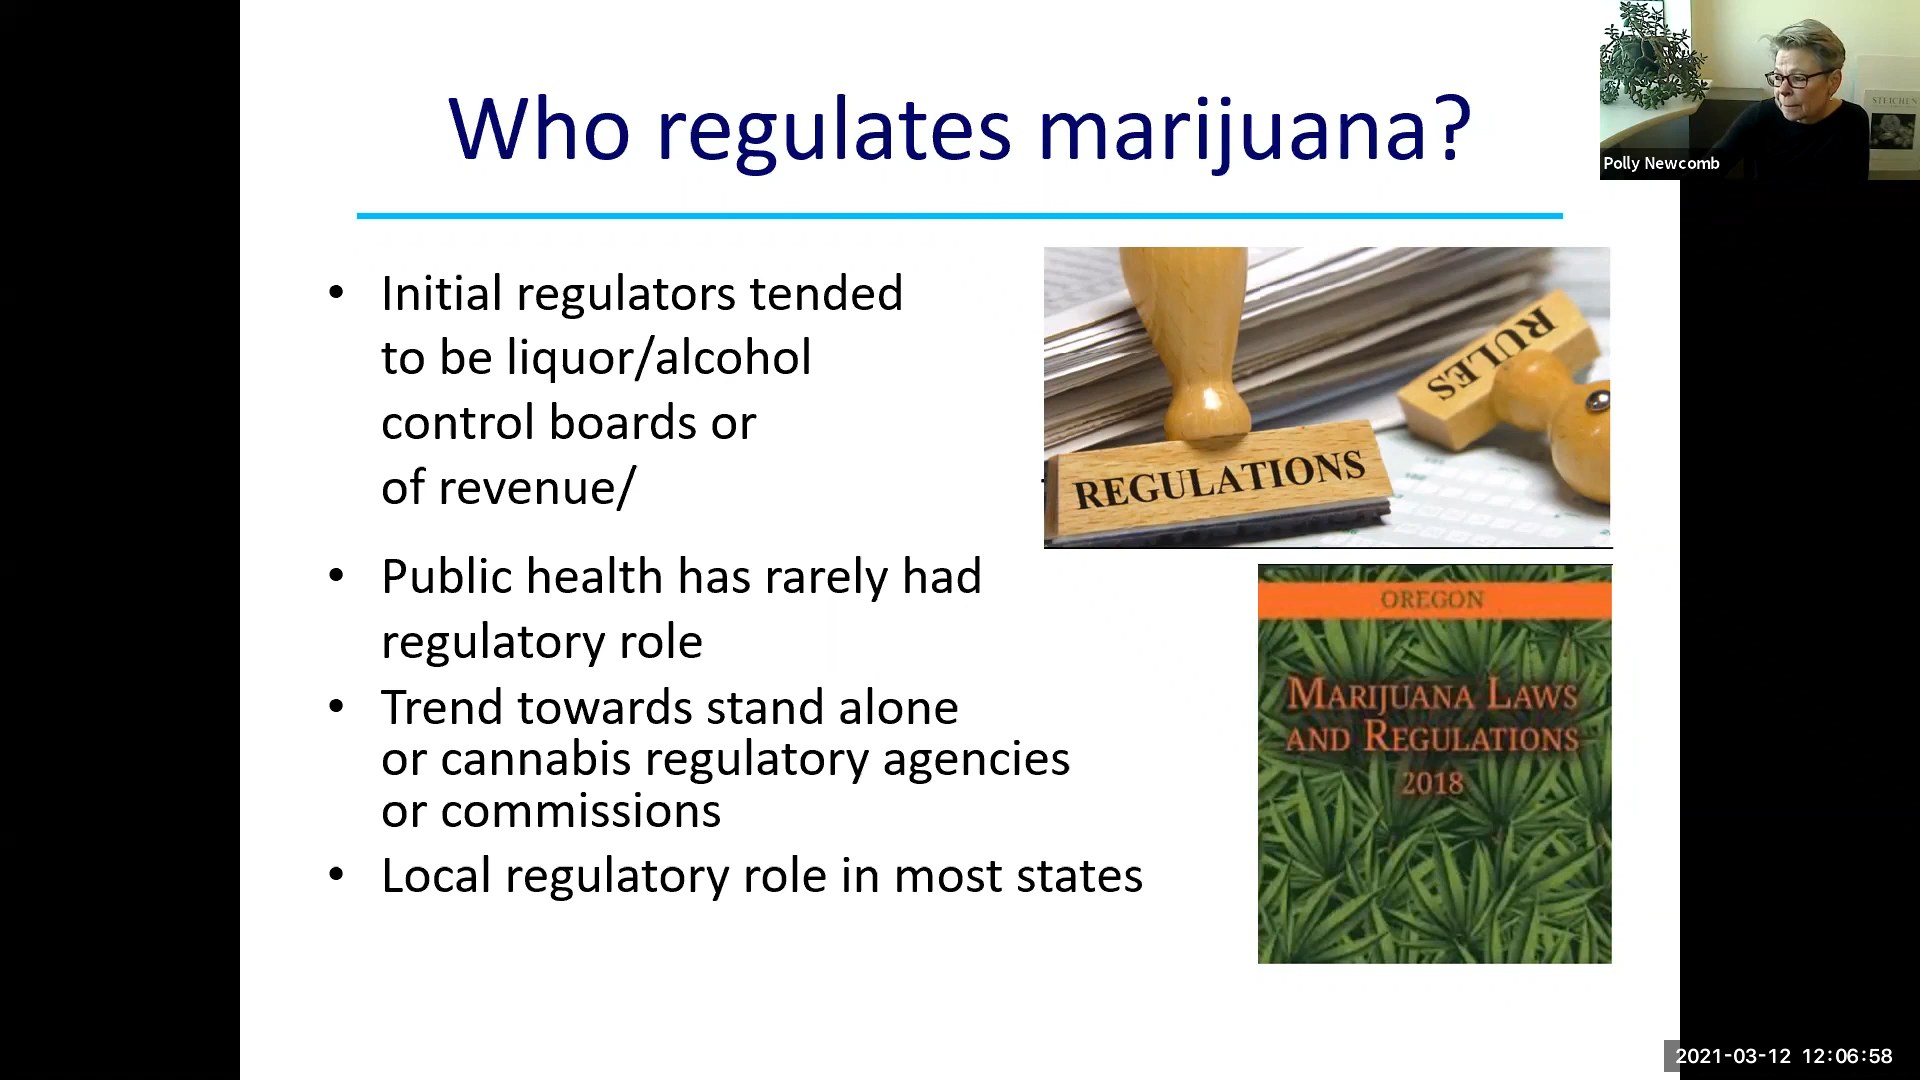 Who regulates marijuana?
• Initial regulators tended
to be liquor/alcohol
control boards or
of revenue/
• Public health has rarely had
regulatory role
• Trend towards stand alone
or cannabis regulatory agencies
or commissions
• Local regulatory role in most states
RULES
REGULATIONS
OREGON
MARIJUANA LAWS
AND REGULATIONS
2018
Polly Newcomb
2021-03-12 12:06:58